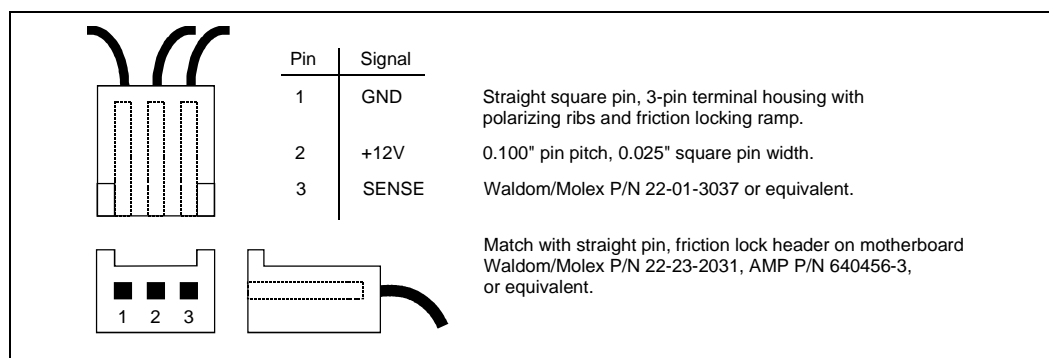 Pin Signal
1 GND Straight square pin, 3-pin terminal housing with
polarizing ribs and friction locking ramp.
2 +12V 0.100" pin pitch, 0.025" square pin width.
3 SENSE Waldom/Molex P/N 22-01-3037 or equivalent.
Match with straight pin, friction lock header on motherboard
Waldom/Molex P/N 22-23-2031, AMP P/N 640456-3,
or equivalent.
1 2 3